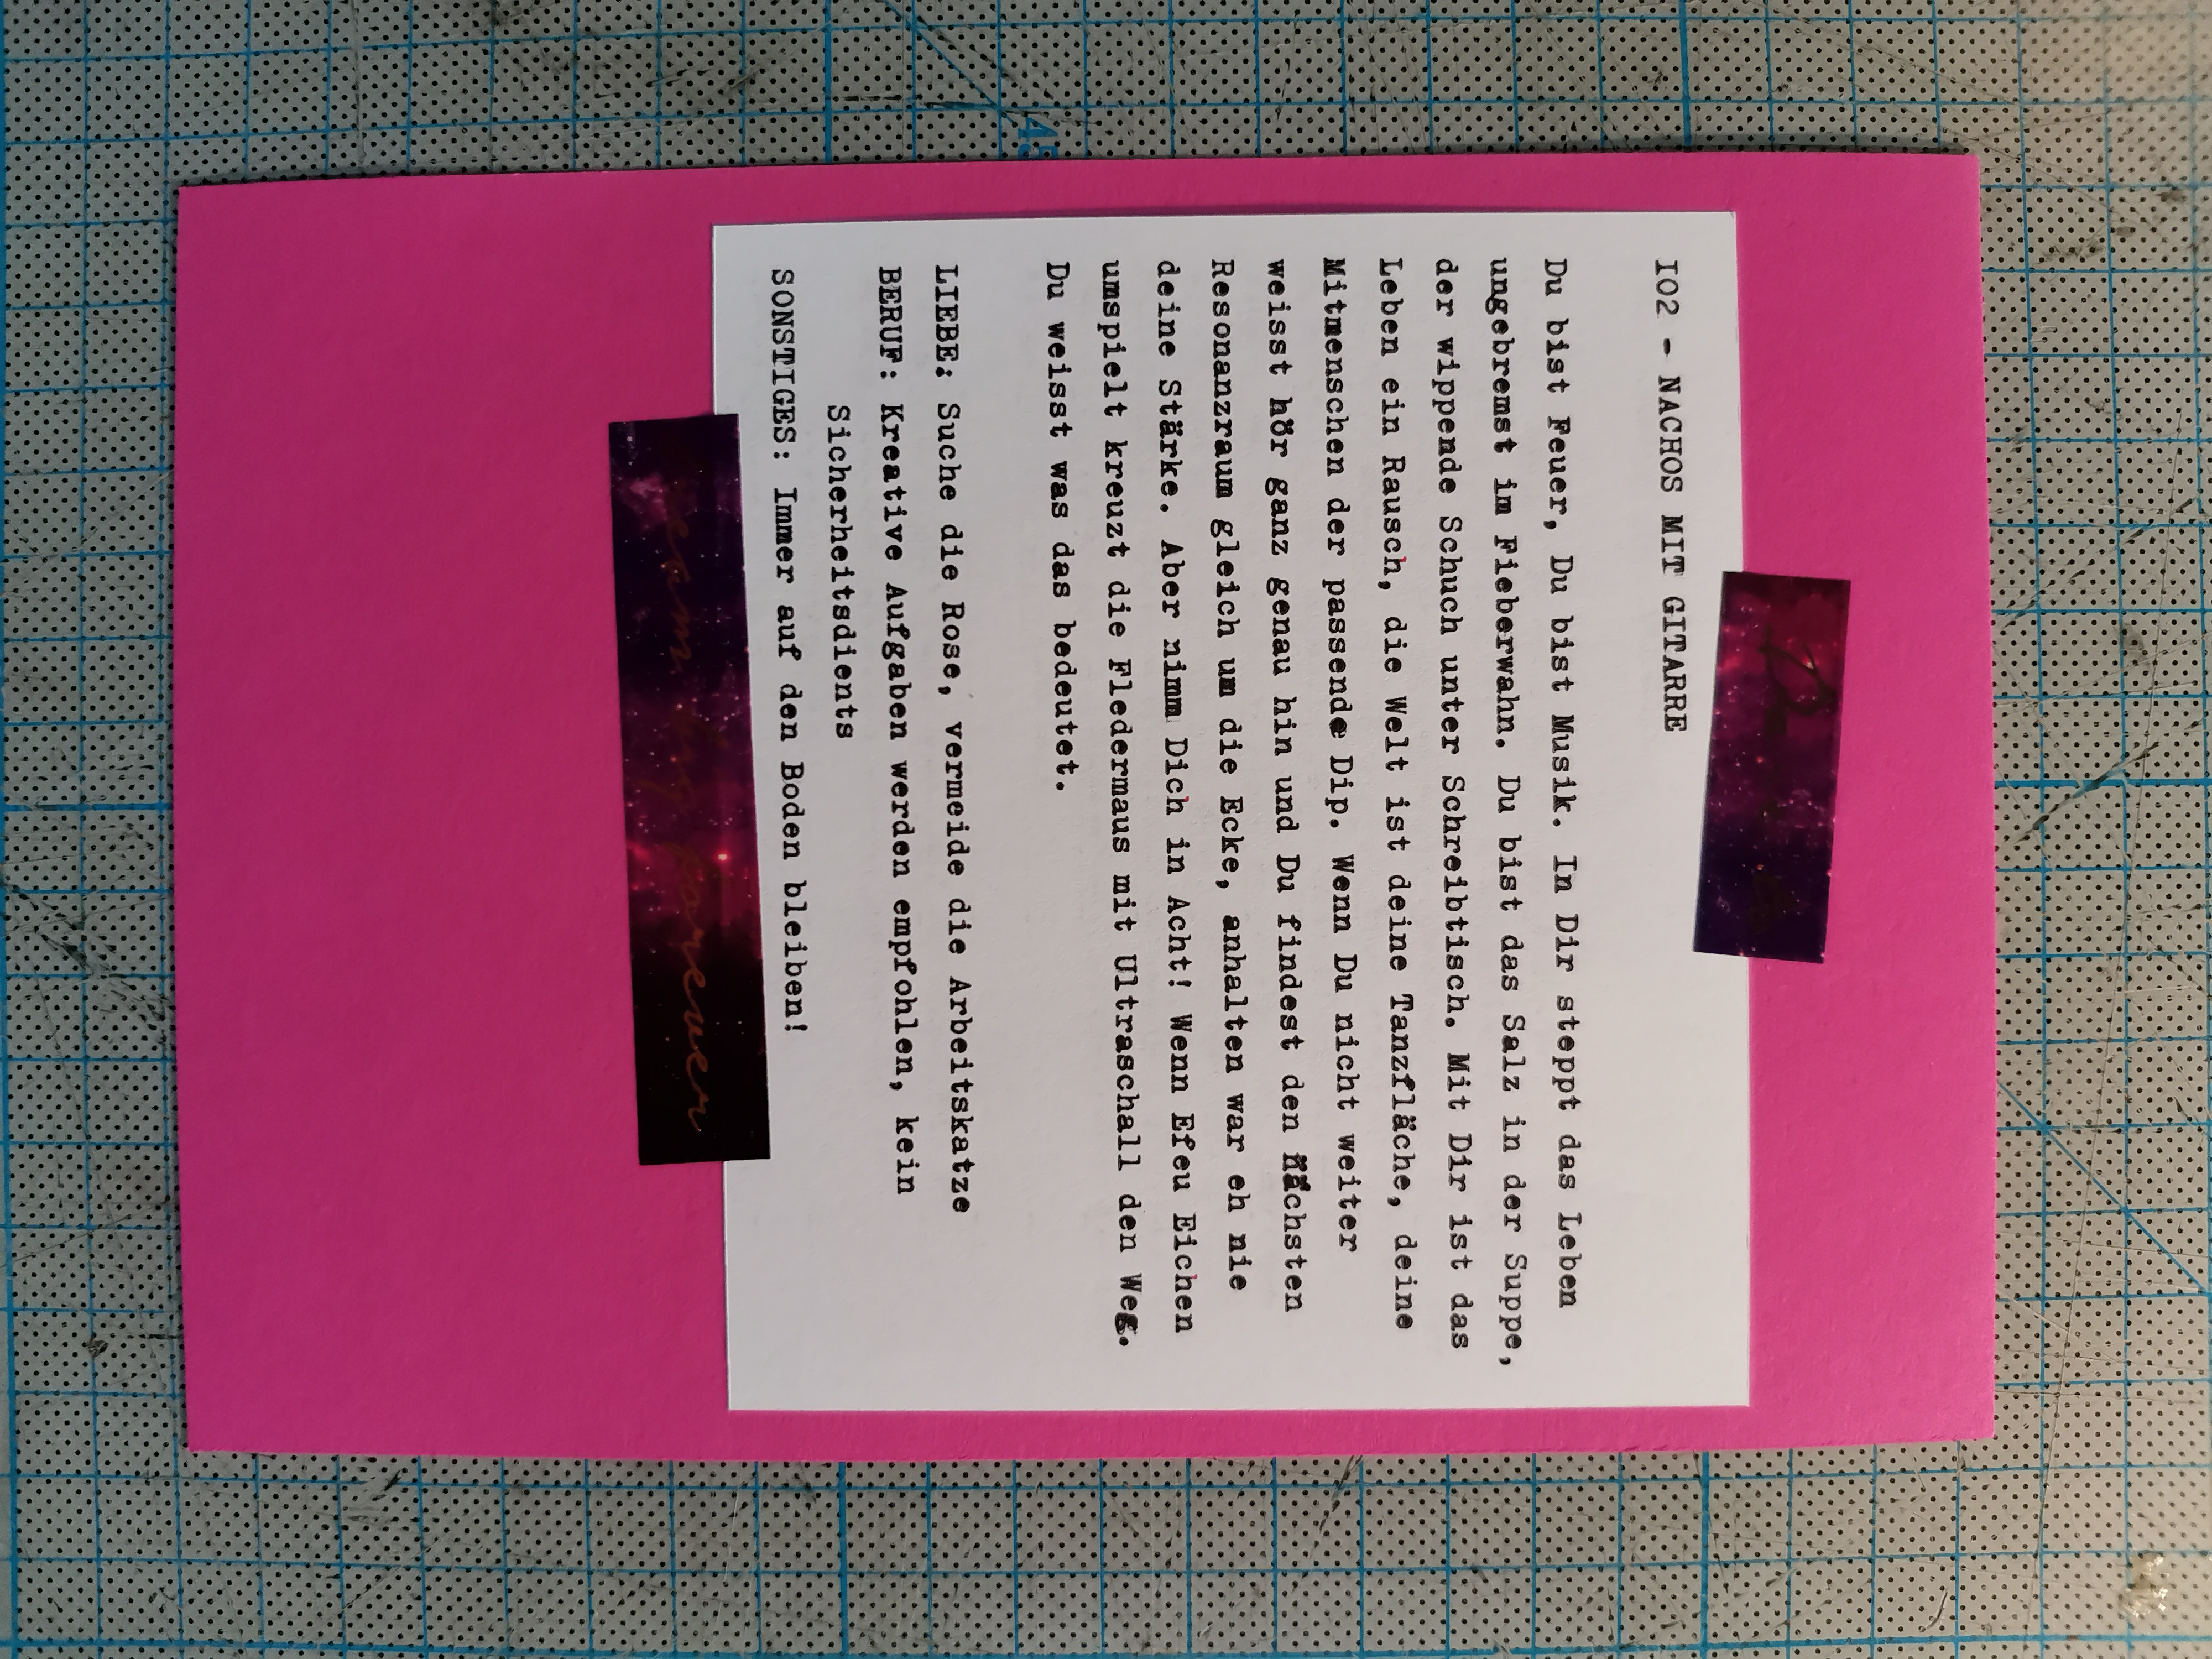 IO2 - NACHOS MIT GITARRE
Du bist Feuer, Du bist Musik. In Dir steppt das Leben
ungebremst im Fieberwahn. Du bist das Salz in der Suppe,
der wippende Schuch unter Schreibtisch. Mit Dir ist das
Leben ein Rausch, die Welt ist deine Tanzfläche, deine
Mitmenschen der passende Dip. Wenn Du nicht weiter
weisst hör ganz genau hin und Du findest den nächsten
Resonanzraum gleich um die Ecke, anhalten war eh nie
deine Stärke. Aber nimm Dich in Acht! Wenn Efeu Eichen
umspielt kreuzt die Fledermaus mit Ultraschall den Weg.
Du weisst was das bedeutet.
LIEBE: Suche die Rose, vermeide die Arbeitskatze
BERUF: Kreative Aufgaben werden empfohlen, kein
Sicherheitsdients
SONSTIGES: Immer auf den Boden bleiben!
big forever
45